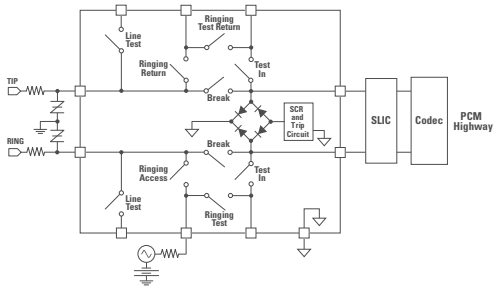 Ringing
Test Return
Line
Test
Ringing
Return
Test
In
TIP
Break
SCR
and
Trip
Circuit
SLIC
Codec
PCM
Highway
RING
Break
Ringing
Access
Test
In
Line
Test
Ringing
Test